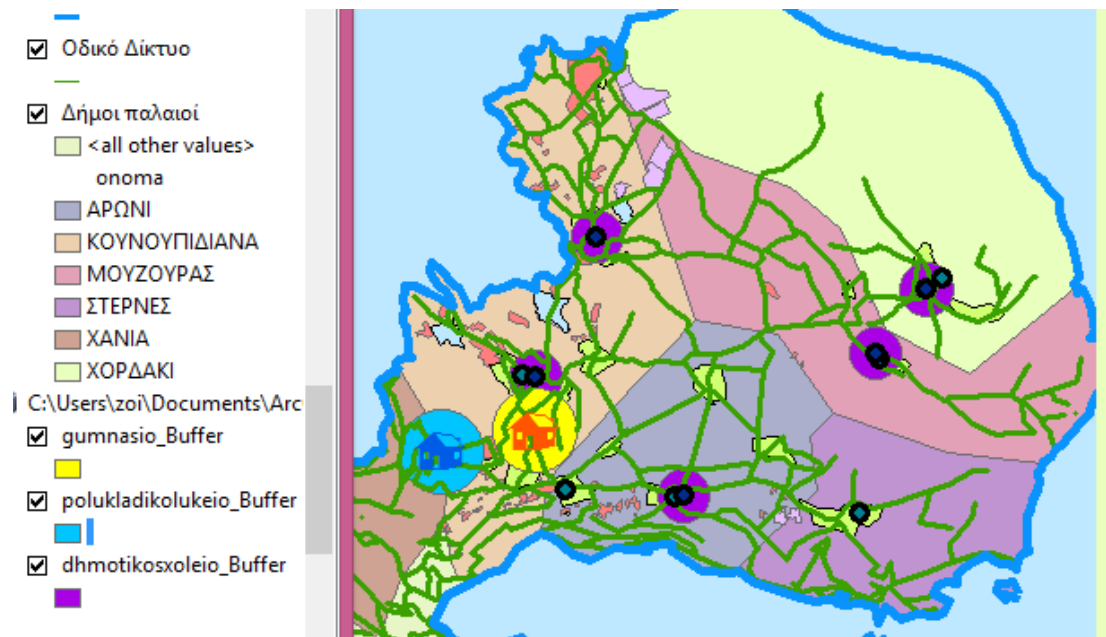 Οδικό Δίκτυο
Δήμοι παλαιοί
<all other values>
onoma
ΑΡΩΝΙ
ΚΟΥΝΟΥΠΙΔΙΑΝΑ
ΜΟΥΖΟΥΡΑΣ
ΣΤΕΡΝΕΣ
ΧΑΝΙΑ
ΧΟΡΔΑΚΙ
C:\Users\zoi\Documents\Arc
gumnasio_Buffer
polukladikolukeio_Buffer
dhmotikosxoleio_Buffer